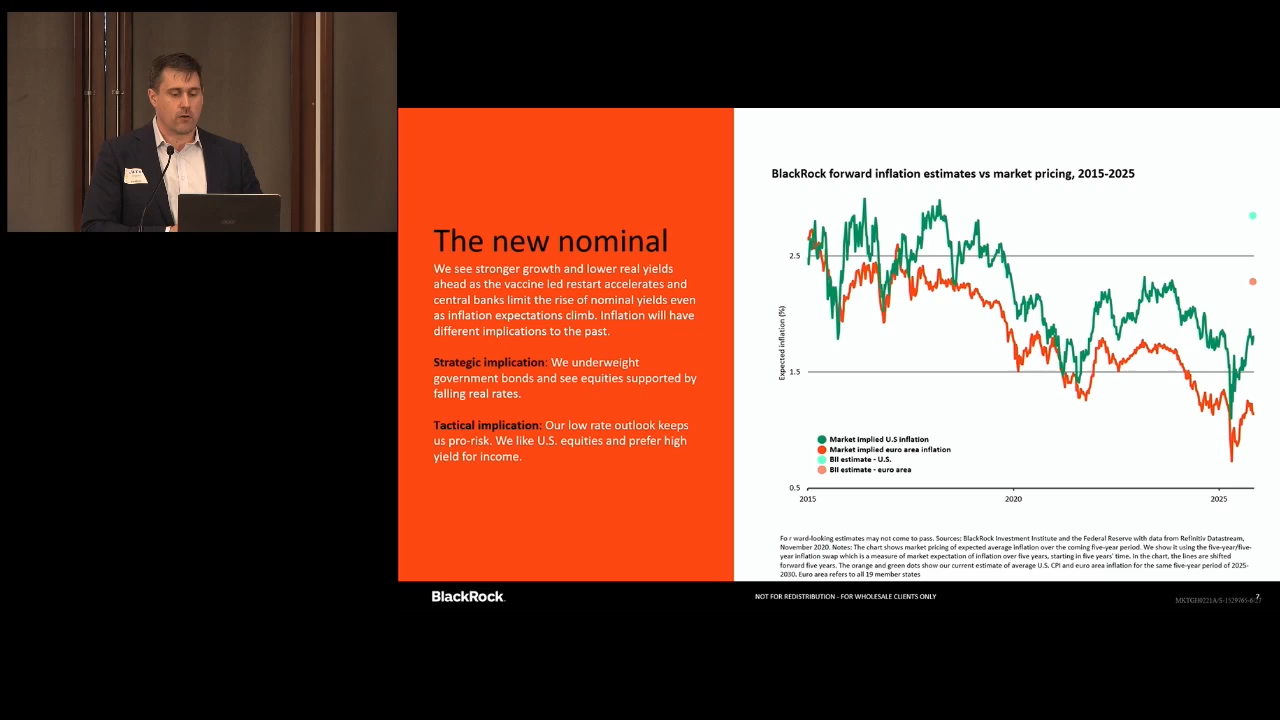 The new nominal
We see stronger growth and lower real yields
ahead as the vaccine led restart accelerates and
central banks limit the rise of nominal yields even
as inflation expectations climb. Inflation will have
different implications to the past.
Strategic implication: We underweight
government bonds and see equities supported by
falling real rates.
Tactical implication: Our low rate outlook keeps
us pro-risk. We like U.S. equities and prefer high
yield for income.
BlackRock forward inflation estimates vs market pricing, 2015-2025
Expected inflation (%)
2.5
1.5
0.5
2015
2020
2025
Market implied U.S inflation
Market implied euro area inflation
BII estimate - U.S.
BII estimate - euro area
Fo r ward-looking estimates may not come to pass. Sources: BlackRock Investment Institute and the Federal Reserve with data from Refinitiv Datastream,
November 2020. Notes: The chart shows market pricing of expected average inflation over the coming five-year period. We show it using the five-year/five-
year inflation swap which is a measure of market expectation of inflation over five years, starting in five years' time. In the chart, the lines are shifted
forward five years. The orange and green dots show our current estimate of average U.S. CPI and euro area inflation for the same five-year period of 2025-
2030. Euro area refers to all 19 member states
BlackRock.
NOT FOR REDISTRIBUTION - FOR WHOLESALE CLIENTS ONLY
7